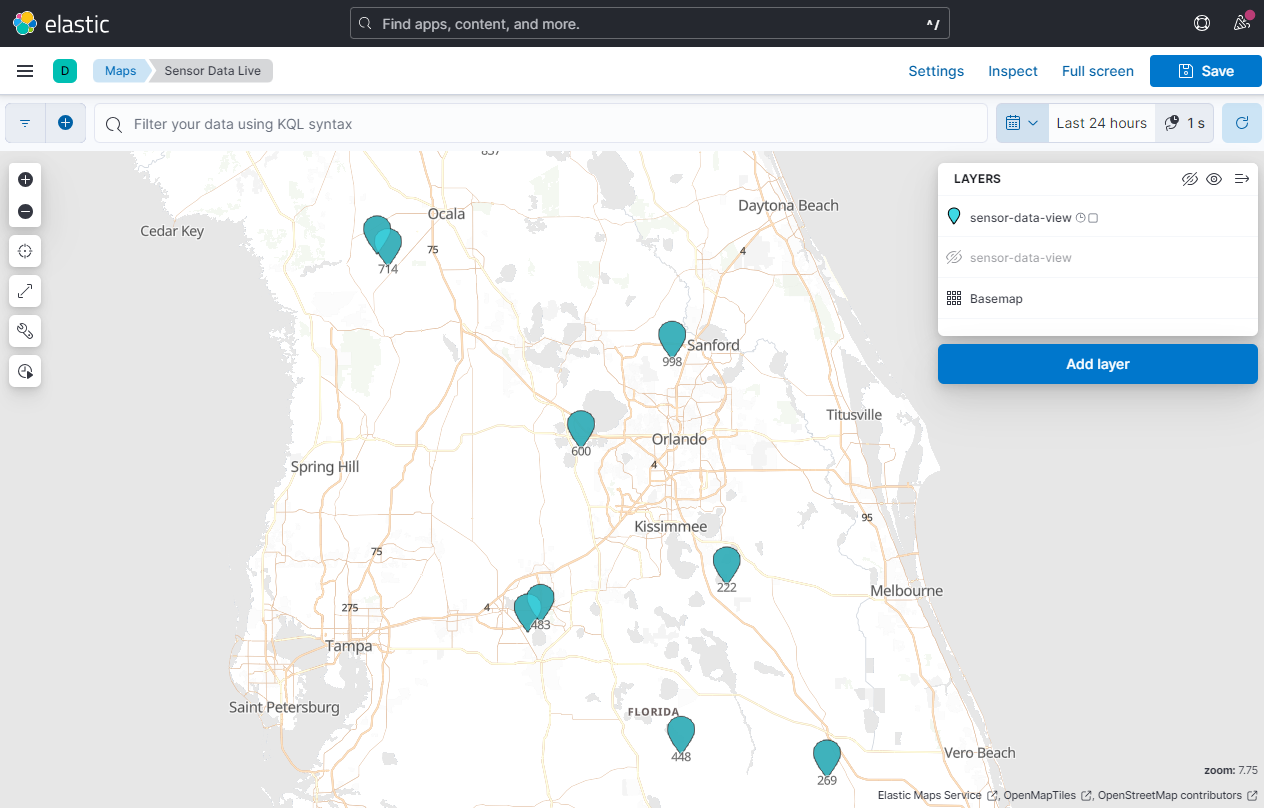 elastic
Find apps, content, and more.
^/
D
Maps
Sensor Data Live
Settings
Inspect
Full screen
Save
Filter your data using KQL syntax
Last 24 hours
1 s
LAYERS
sensor-data-view
sensor-data-view
Basemap
Add layer
Cedar Key
Ocala
Daytona Beach
75
4
714
Sanford
998
Titusville
Orlando
600
4
Spring Hill
95
Kissimmee
75
222
Melbourne
275
4
483
Tampa
Saint Petersburg
FLORIDA
448
Vero Beach
269
zoom: 7.75
Elastic Maps Service , OpenMapTiles , OpenStreetMap contributors